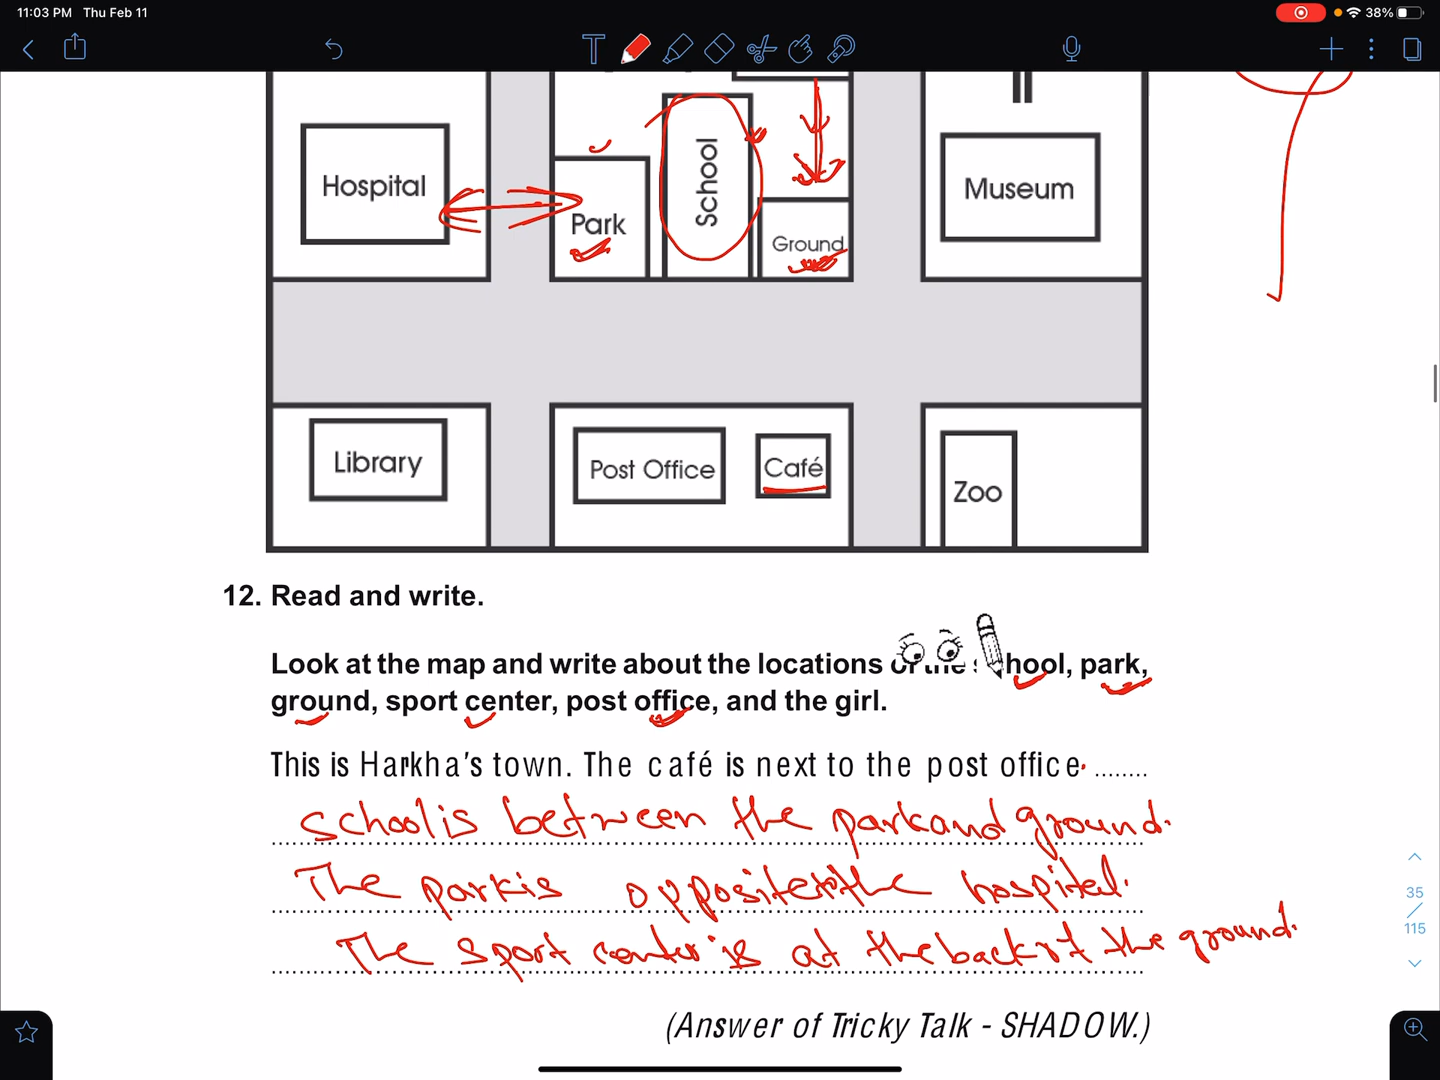 11:03 PM Thu Feb 11
38%
T
Hospital
Park
School
Ground
Museum
Library
Post Office
Café
Zoo
12. Read and write.
Look at the map and write about the locations of the school, park,
ground, sport center, post office, and the girl.
This is Harkha's town. The café is next to the post office. ........
School is between the park and ground.
The park is opposite to the hospital.
The sport center is at the back of the ground.
(Answer of Tricky Talk - SHADOW.)
35
/
115